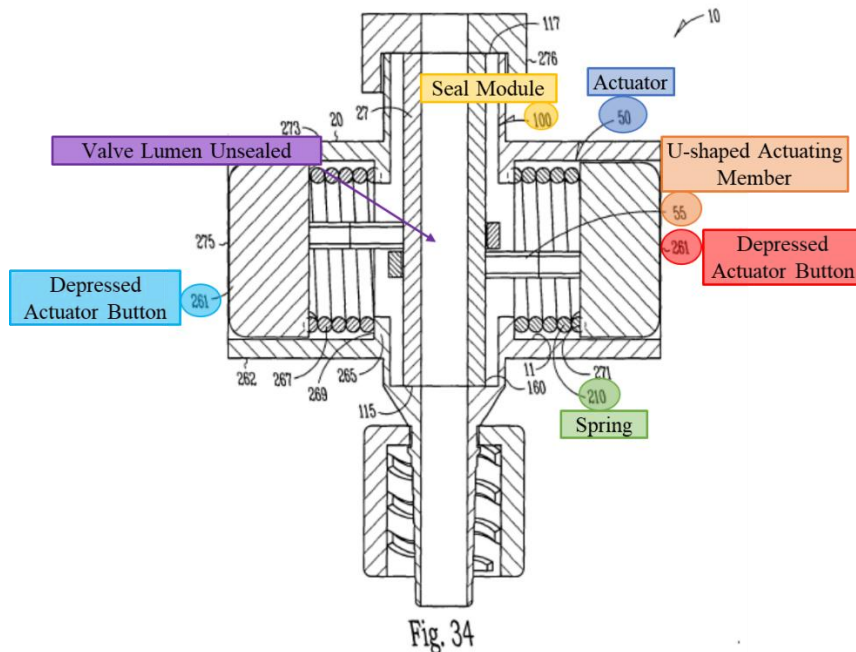 10
117
276
Seal Module
Actuator
27
100
50
273
20
Valve Lumen Unsealed
U-shaped Actuating
Member
55
275
261
Depressed
Actuator Button
Depressed
Actuator Button
261
262
267
269
265
115
160
11
271
210
Spring
Fig. 34